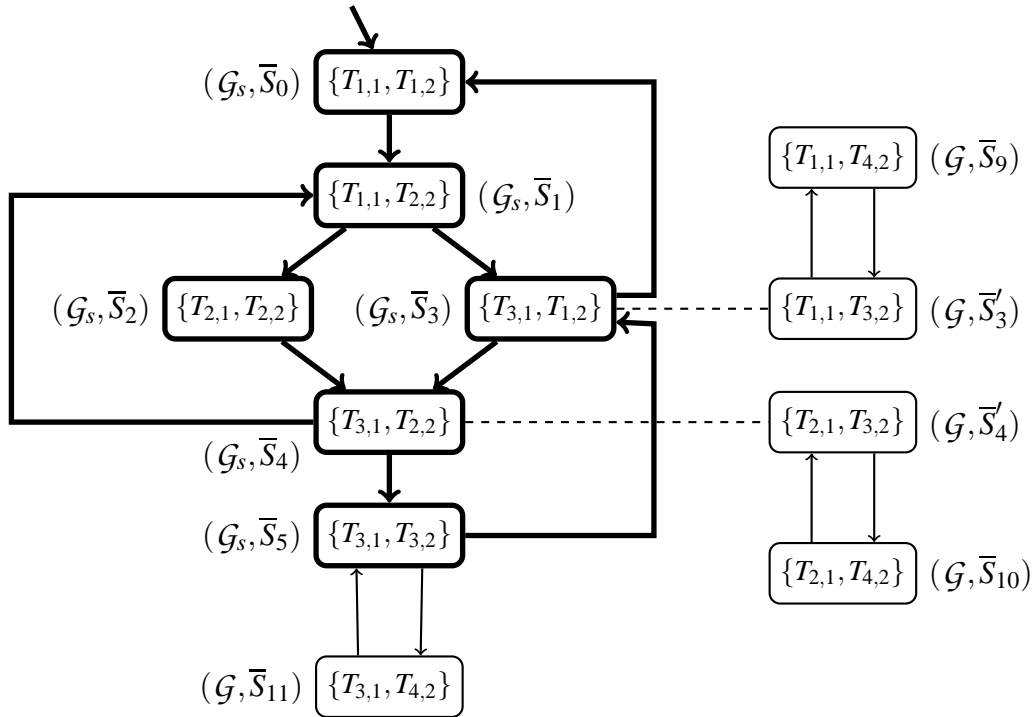 (𝒢ₛ, S̅₀) {T₁,₁, T₁,₂}
{T₁,₁, T₄,₂} (𝒢, S̅₉)
{T₁,₁, T₂,₂} (𝒢ₛ, S̅₁)
(𝒢ₛ, S̅₂) {T₂,₁, T₂,₂} (𝒢ₛ, S̅₃) {T₃,₁, T₁,₂} {T₁,₁, T₃,₂} (𝒢, S̅′₃)
{T₃,₁, T₂,₂} {T₂,₁, T₃,₂} (𝒢, S̅′₄)
(𝒢ₛ, S̅₄)
(𝒢ₛ, S̅₅) {T₃,₁, T₃,₂}
{T₂,₁, T₄,₂} (𝒢, S̅₁₀)
(𝒢, S̅₁₁) {T₃,₁, T₄,₂}